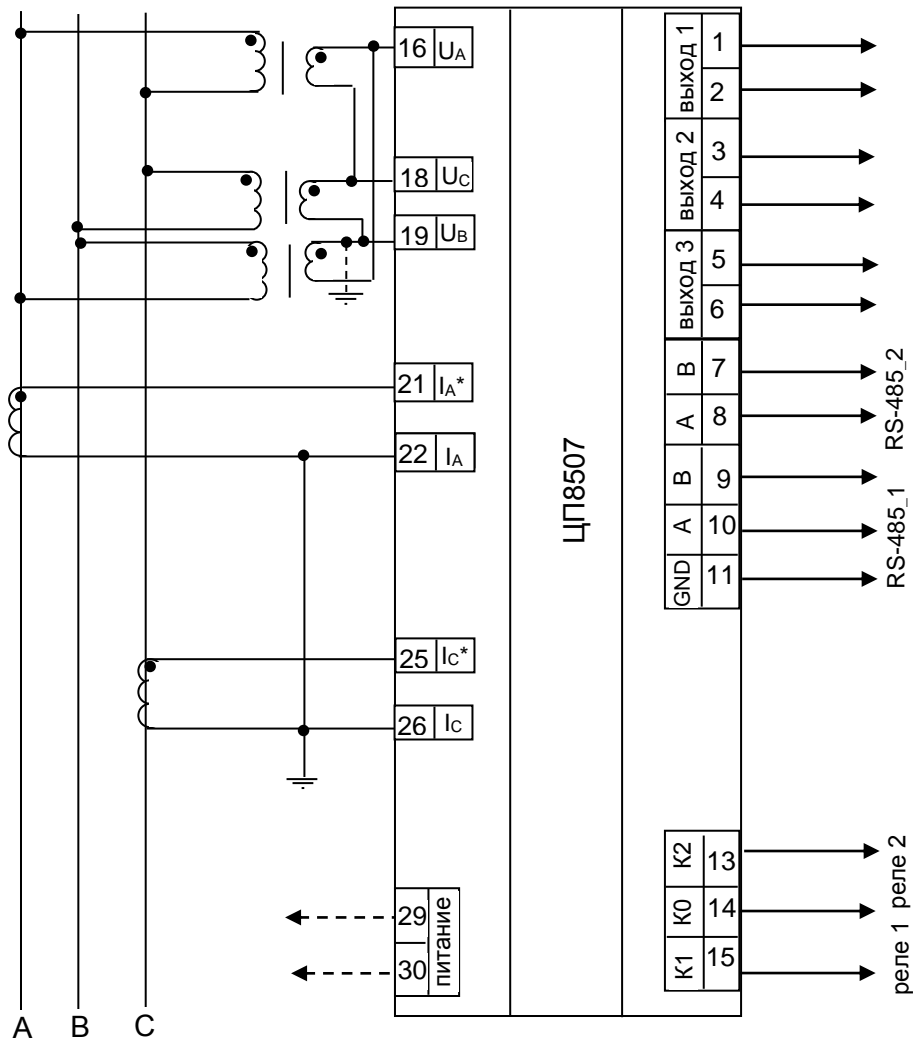 16 UA
18 UC
19 UB
21 IA*
22 IA
25 IC*
26 IC
29
30
питание
A B C
ЦП8507
выход 1
1
2
выход 2
3
4
выход 3
5
6
B 7
A 8
RS-485_2
B 9
A 10
GND 11
RS-485_1
К2 13
К0 14
К1 15
реле 1 реле 2